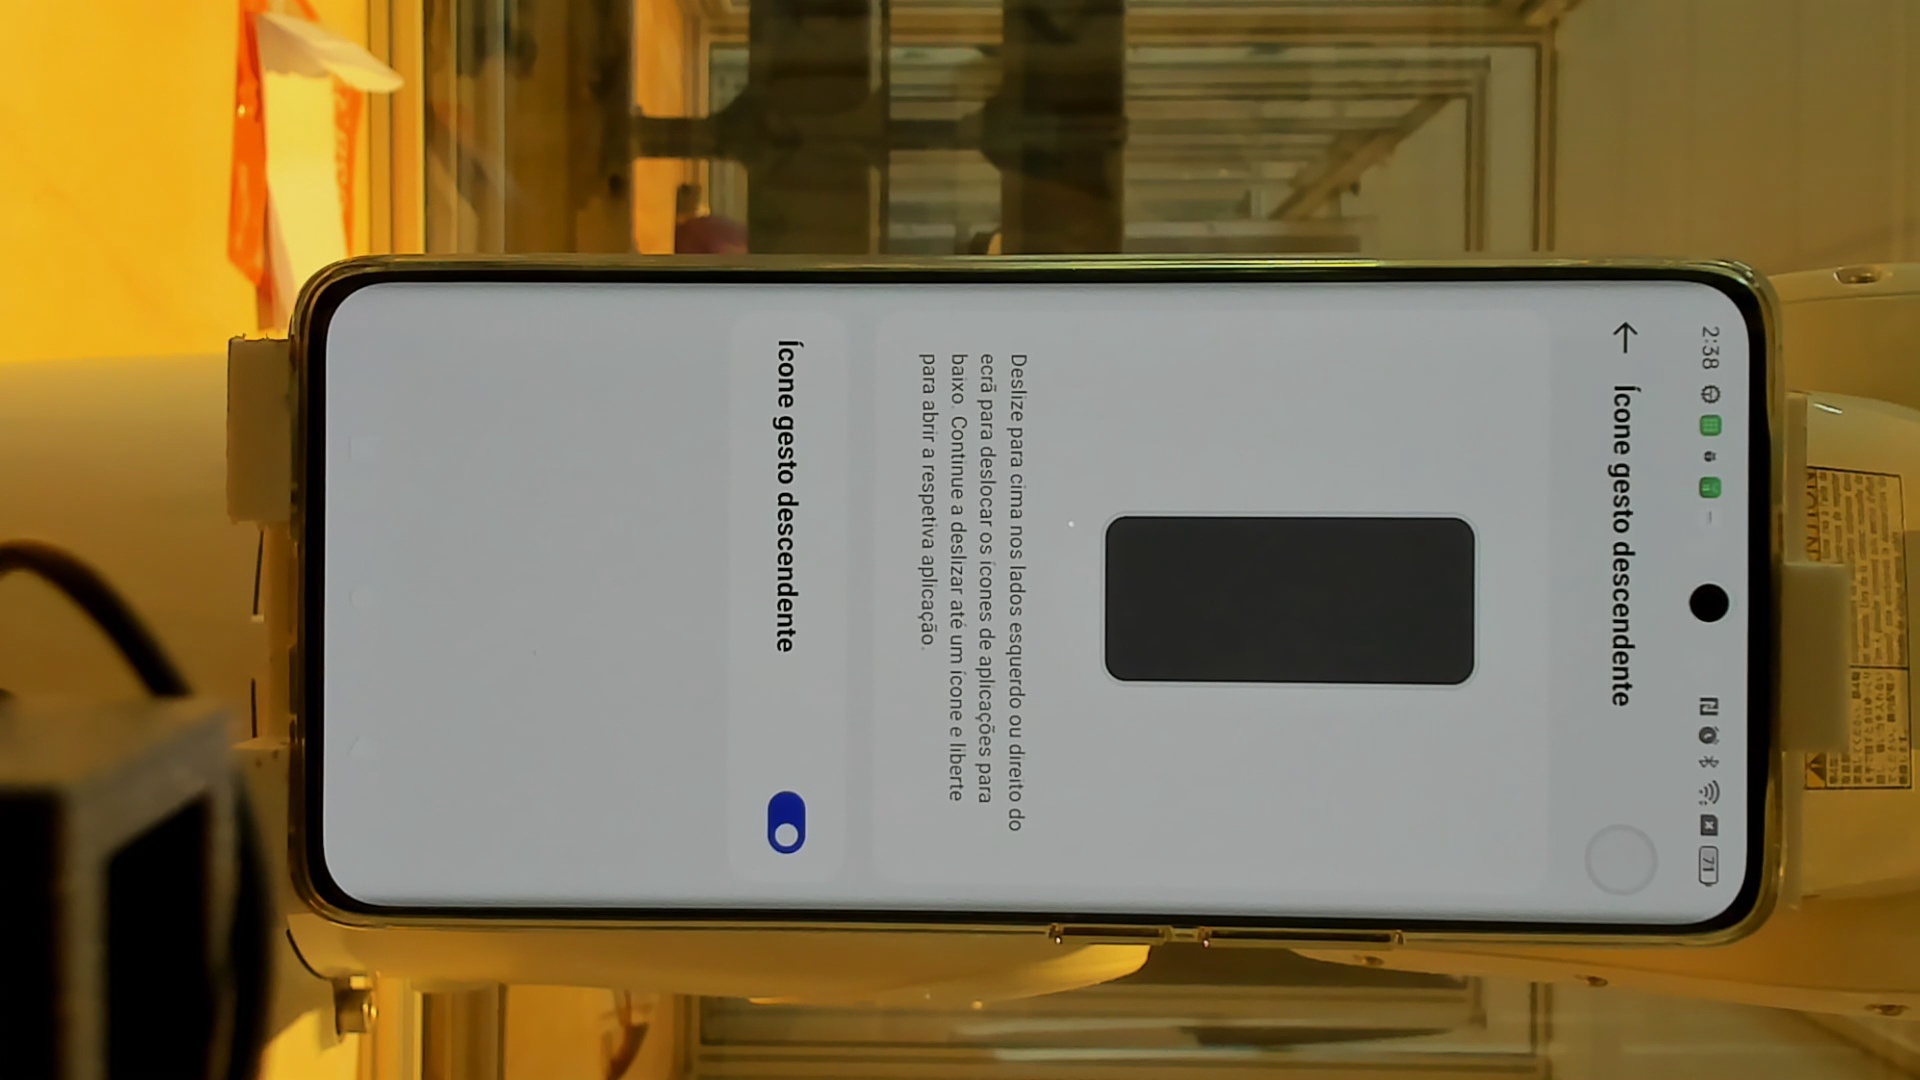 2:38
71
Ícone gesto descendente
Deslize para cima nos lados esquerdo ou direito do
ecrã para deslocar os ícones de aplicações para
baixo. Continue a deslizar até um ícone e liberte
para abrir a respetiva aplicação.
Ícone gesto descendente